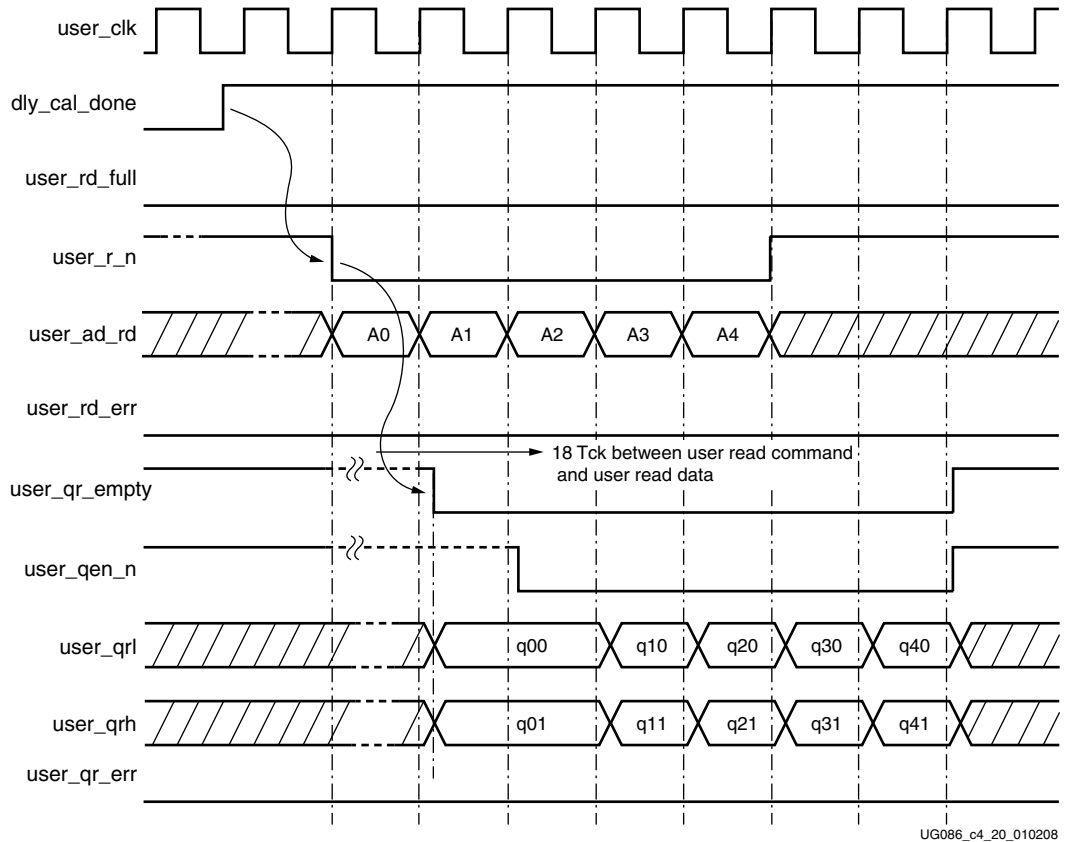 user_clk
dly_cal_done
user_rd_full
user_r_n
user_ad_rd A0 A1 A2 A3 A4
user_rd_err
18 Tck between user read command
and user read data
user_qr_empty
user_qen_n
user_qrl q00 q10 q20 q30 q40
user_qrh q01 q11 q21 q31 q41
user_qr_err
UG086_c4_20_010208